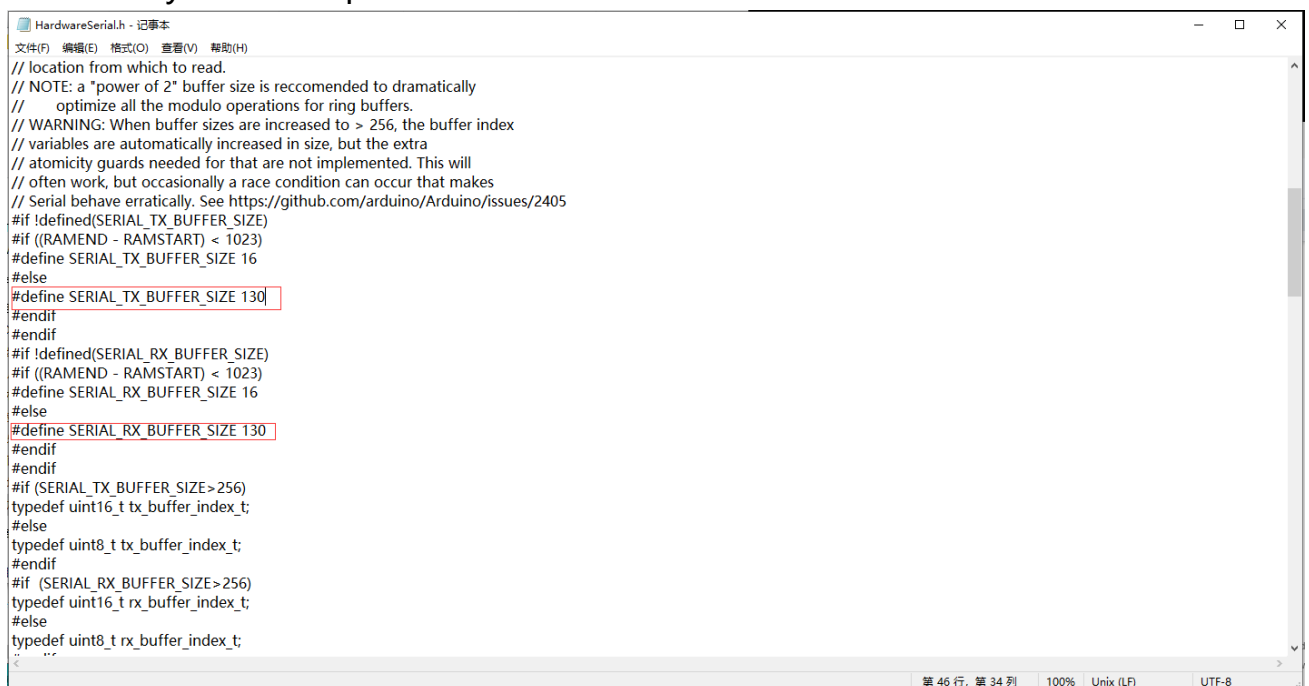 HardwareSerial.h - 记事本
文件(F) 编辑(E) 格式(O) 查看(V) 帮助(H)
// location from which to read.
// NOTE: a "power of 2" buffer size is reccomended to dramatically
//      optimize all the modulo operations for ring buffers.
// WARNING: When buffer sizes are increased to > 256, the buffer index
// variables are automatically increased in size, but the extra
// atomicity guards needed for that are not implemented. This will
// often work, but occasionally a race condition can occur that makes
// Serial behave erratically. See https://github.com/arduino/Arduino/issues/2405
#if !defined(SERIAL_TX_BUFFER_SIZE)
#if ((RAMEND - RAMSTART) < 1023)
#define SERIAL_TX_BUFFER_SIZE 16
#else
#define SERIAL_TX_BUFFER_SIZE 130
#endif
#endif
#if !defined(SERIAL_RX_BUFFER_SIZE)
#if ((RAMEND - RAMSTART) < 1023)
#define SERIAL_RX_BUFFER_SIZE 16
#else
#define SERIAL_RX_BUFFER_SIZE 130
#endif
#endif
#if (SERIAL_TX_BUFFER_SIZE>256)
typedef uint16_t tx_buffer_index_t;
#else
typedef uint8_t tx_buffer_index_t;
#endif
#if  (SERIAL_RX_BUFFER_SIZE>256)
typedef uint16_t rx_buffer_index_t;
#else
typedef uint8_t rx_buffer_index_t;
第 46 行，第 34 列 100% Unix (LF) UTF-8